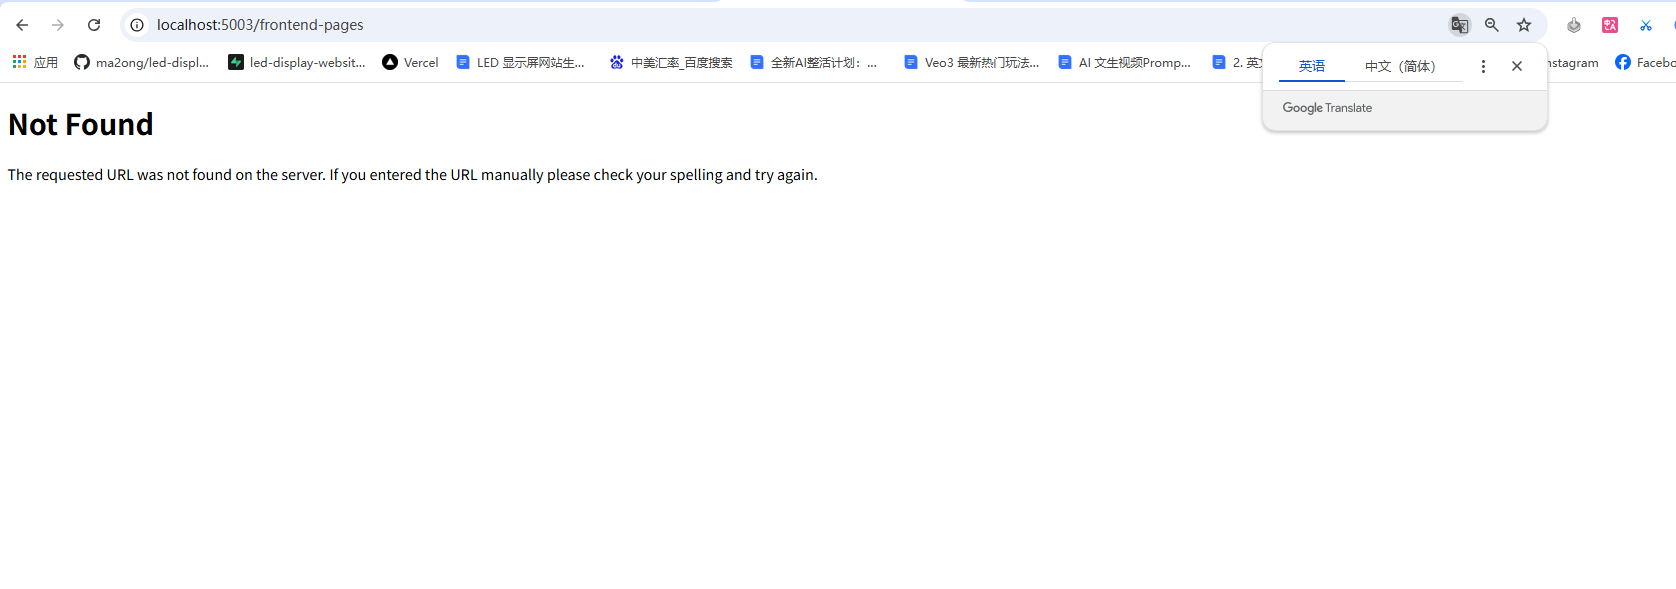 localhost:5003/frontend-pages
应用 ma2ong/led-displ... led-display-websit... Vercel LED 显示屏网站生... 中美汇率_百度搜索 全新AI整活计划：... Veo3 最新热门玩法... AI 文生视频Promp... 2. 英文 nstagram Facebo
英语 中文（简体）
Google Translate
Not Found
The requested URL was not found on the server. If you entered the URL manually please check your spelling and try again.